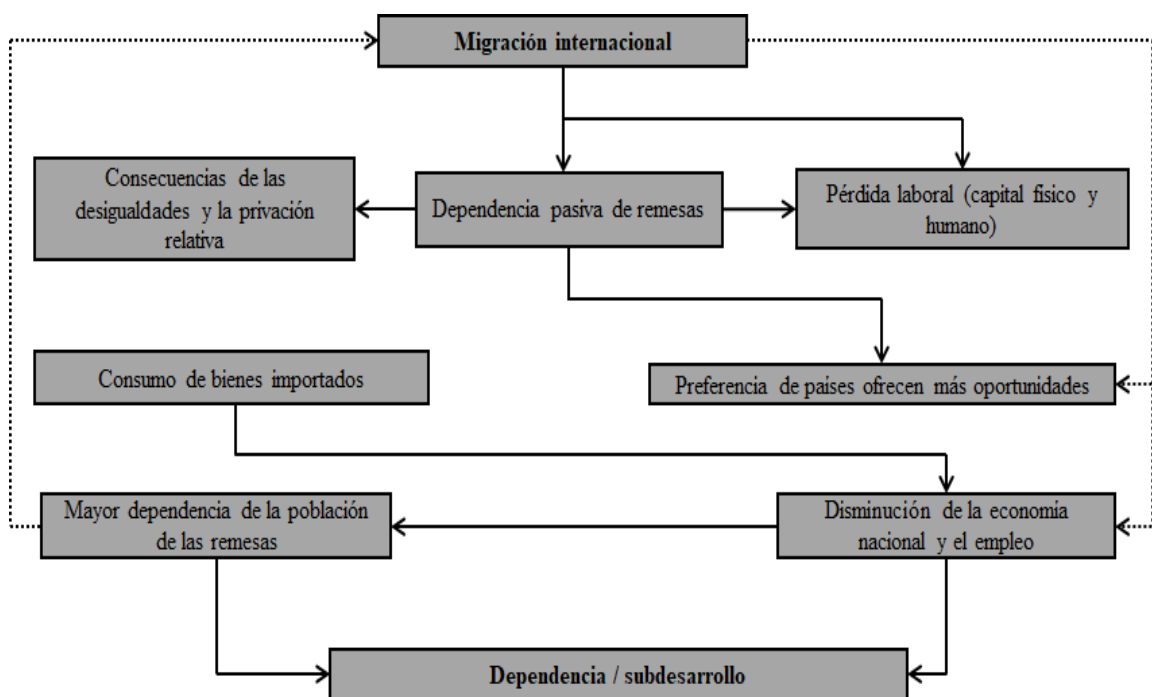 Migración internacional
Consecuencias de las
desigualdades y la privación
relativa
Dependencia pasiva de remesas
Pérdida laboral (capital físico y
humano)
Consumo de bienes importados
Preferencia de países ofrecen más oportunidades
Mayor dependencia de la población
de las remesas
Disminución de la economía
nacional y el empleo
Dependencia / subdesarrollo